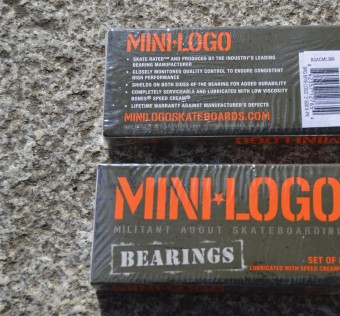 MINI★LOGO
• SKATE RATED™ AND PRODUCED BY THE INDUSTRY'S LEADING
BEARING MANUFACTURER
• CLOSELY MONITORED QUALITY CONTROL TO ENSURE CONSISTENT
HIGH PERFORMANCE
• SHIELDS ON BOTH SIDES OF THE BEARING FOR ADDED DURABILITY
• COMPLETELY SERVICEABLE AND LUBRICATED WITH LOW VISCOSITY
BONES® SPEED CREAM®
• LIFETIME WARRANTY AGAINST MANUFACTURER'S DEFECTS
MINILOGOSKATEBOARDS.COM
MINI★LOGO
MILITANT ABOUT SKATEBOARDIN
BEARINGS
SET OF
LUBRICATED WITH SPEED CREAM